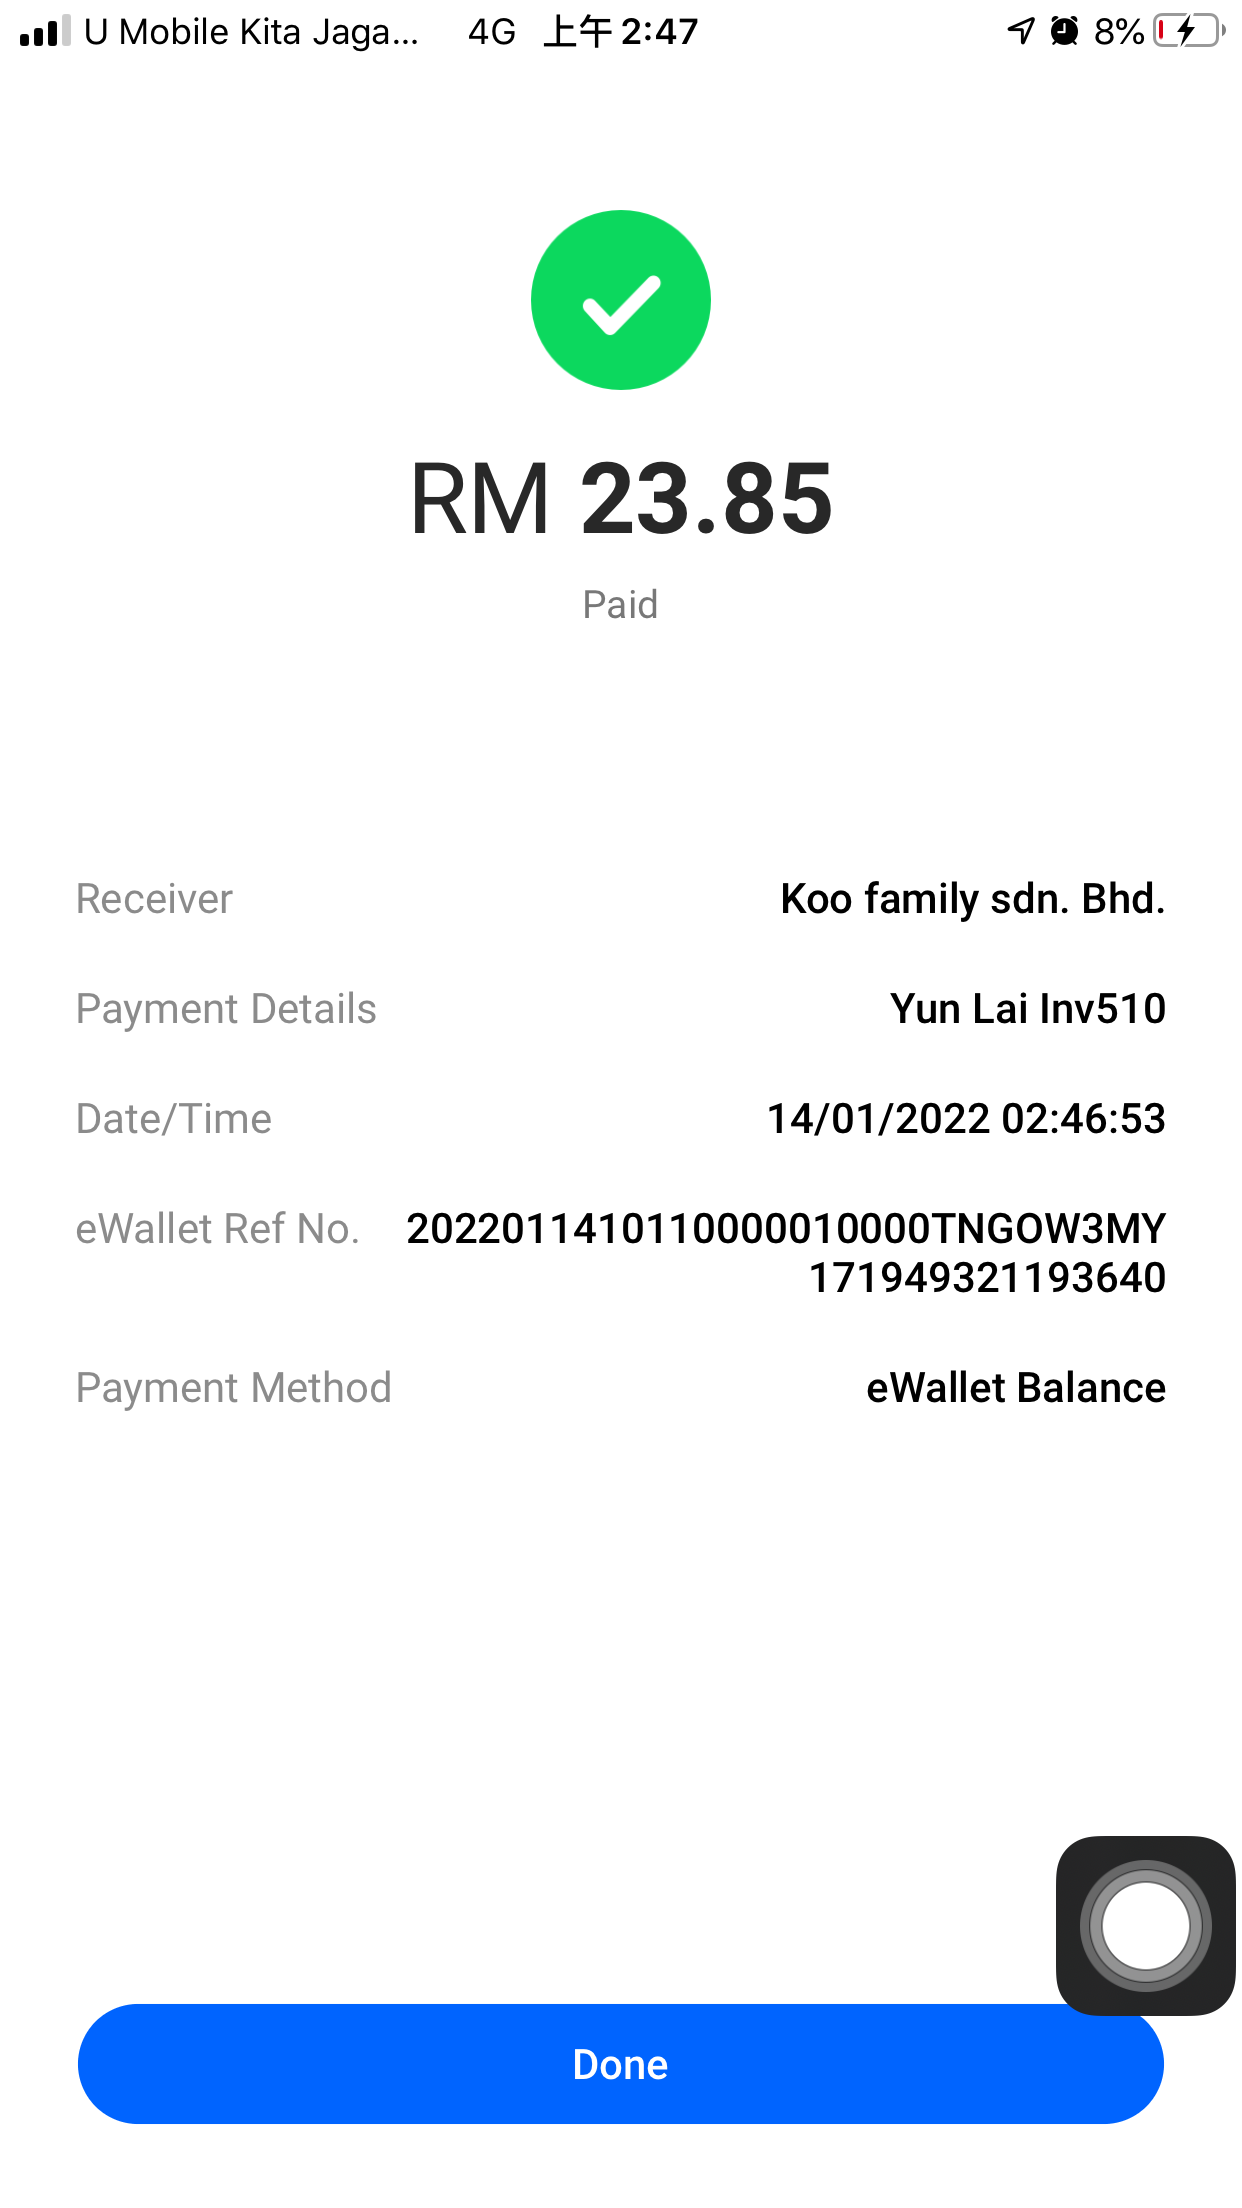 U Mobile Kita Jaga... 4G 上午 2:47 8%
RM 23.85
Paid
Receiver Koo family sdn. Bhd.
Payment Details Yun Lai Inv510
Date/Time 14/01/2022 02:46:53
eWallet Ref No. 20220114101110000010000TNGOW3MY
171949321193640
Payment Method eWallet Balance
Done